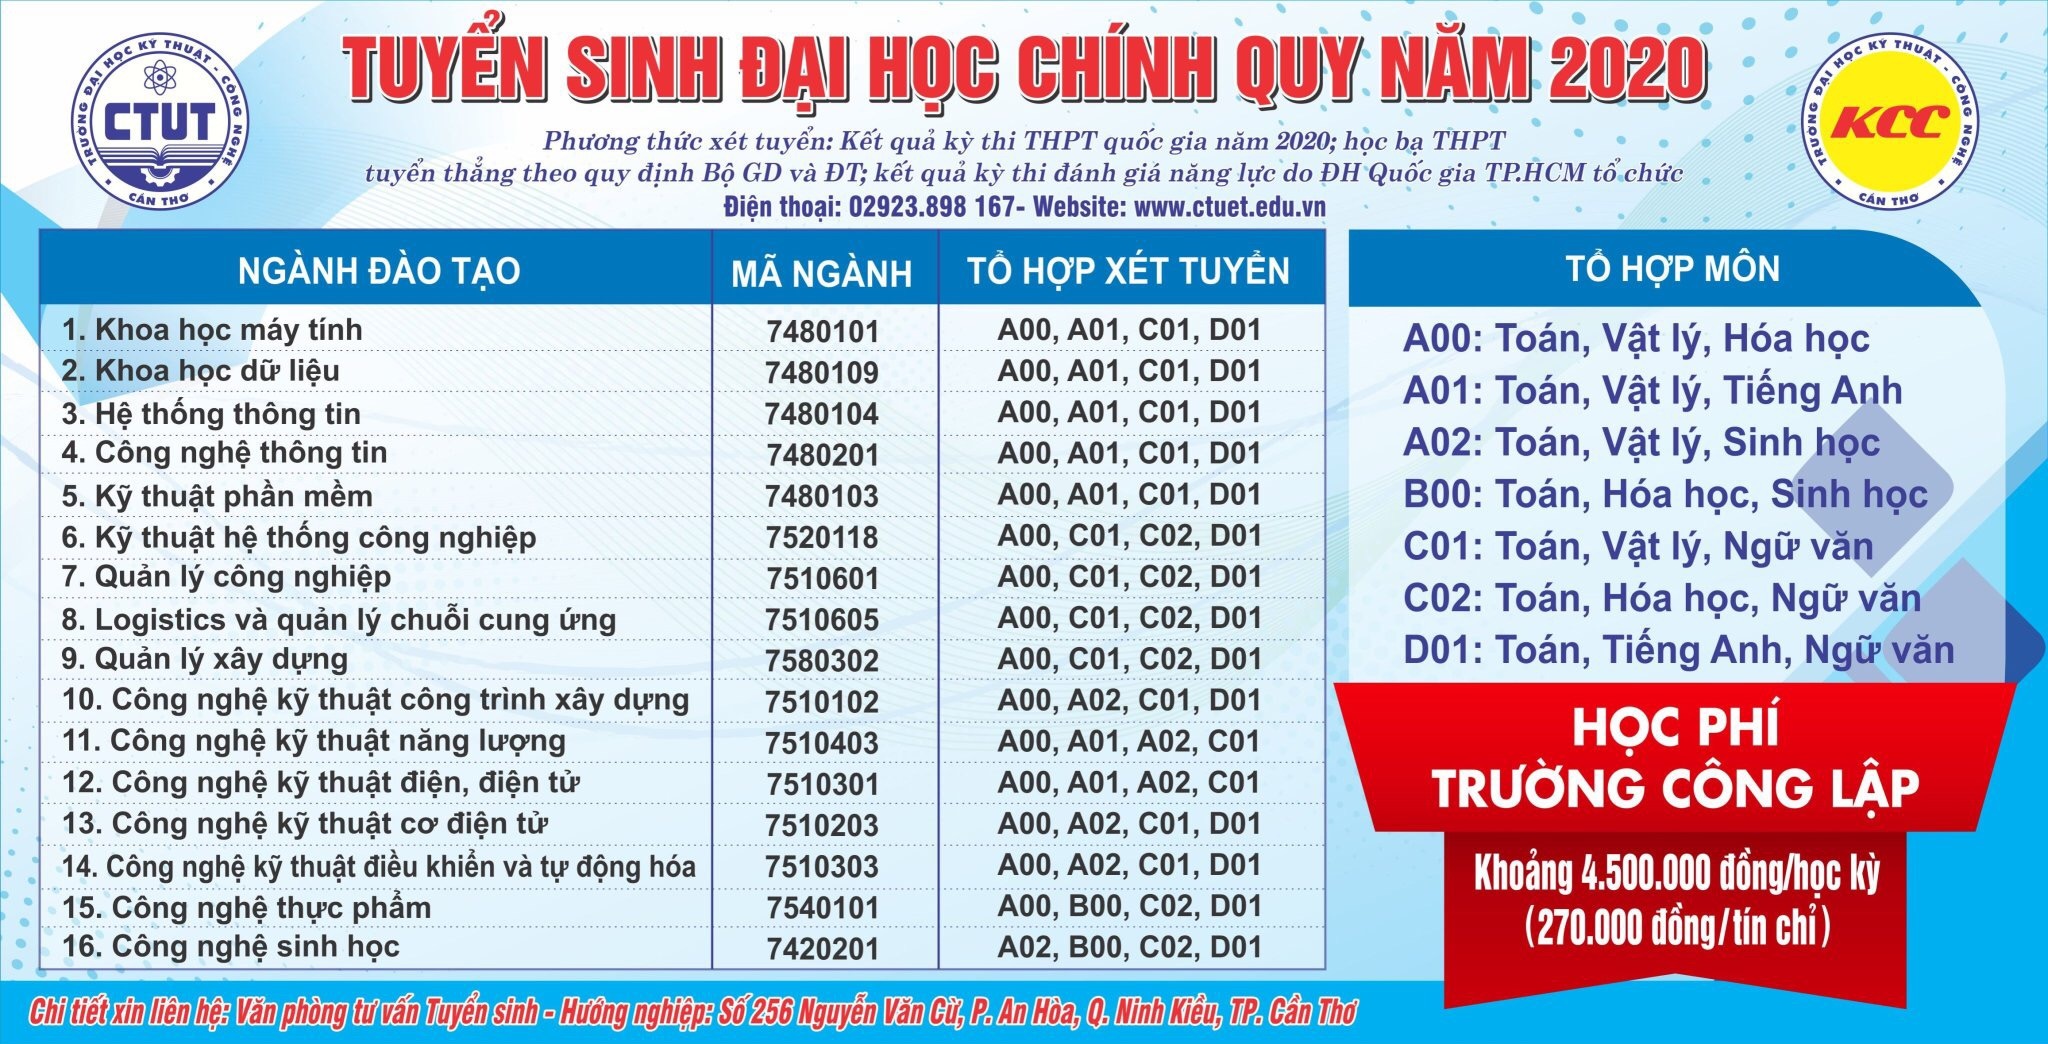 TUYỂN SINH ĐẠI HỌC CHÍNH QUY NĂM 2020
TRƯỜNG ĐẠI HỌC KỸ THUẬT - CÔNG NGHỆ
CTUT
CẦN THƠ
TRƯỜNG ĐẠI HỌC KỸ THUẬT - CÔNG NGHỆ
KCC
CẦN THƠ
Phương thức xét tuyển: Kết quả kỳ thi THPT quốc gia năm 2020; học bạ THPT
tuyển thẳng theo quy định Bộ GD và ĐT; kết quả kỳ thi đánh giá năng lực do ĐH Quốc gia TP.HCM tổ chức
Điện thoại: 02923.898 167- Website: www.ctuet.edu.vn
NGÀNH ĐÀO TẠO MÃ NGÀNH TỔ HỢP XÉT TUYỂN
1. Khoa học máy tính 7480101 A00, A01, C01, D01
2. Khoa học dữ liệu 7480109 A00, A01, C01, D01
3. Hệ thống thông tin 7480104 A00, A01, C01, D01
4. Công nghệ thông tin 7480201 A00, A01, C01, D01
5. Kỹ thuật phần mềm 7480103 A00, A01, C01, D01
6. Kỹ thuật hệ thống công nghiệp 7520118 A00, C01, C02, D01
7. Quản lý công nghiệp 7510601 A00, C01, C02, D01
8. Logistics và quản lý chuỗi cung ứng 7510605 A00, C01, C02, D01
9. Quản lý xây dựng 7580302 A00, C01, C02, D01
10. Công nghệ kỹ thuật công trình xây dựng 7510102 A00, A02, C01, D01
11. Công nghệ kỹ thuật năng lượng 7510403 A00, A01, A02, C01
12. Công nghệ kỹ thuật điện, điện tử 7510301 A00, A01, A02, C01
13. Công nghệ kỹ thuật cơ điện tử 7510203 A00, A02, C01, D01
14. Công nghệ kỹ thuật điều khiển và tự động hóa 7510303 A00, A02, C01, D01
15. Công nghệ thực phẩm 7540101 A00, B00, C02, D01
16. Công nghệ sinh học 7420201 A02, B00, C02, D01
TỔ HỢP MÔN
A00: Toán, Vật lý, Hóa học
A01: Toán, Vật lý, Tiếng Anh
A02: Toán, Vật lý, Sinh học
B00: Toán, Hóa học, Sinh học
C01: Toán, Vật lý, Ngữ văn
C02: Toán, Hóa học, Ngữ văn
D01: Toán, Tiếng Anh, Ngữ văn
HỌC PHÍ
TRƯỜNG CÔNG LẬP
Khoảng 4.500.000 đồng/học kỳ
(270.000 đồng/tín chỉ)
Chi tiết xin liên hệ: Văn phòng tư vấn Tuyển sinh - Hướng nghiệp: Số 256 Nguyễn Văn Cừ, P. An Hòa, Q. Ninh Kiều, TP. Cần Thơ